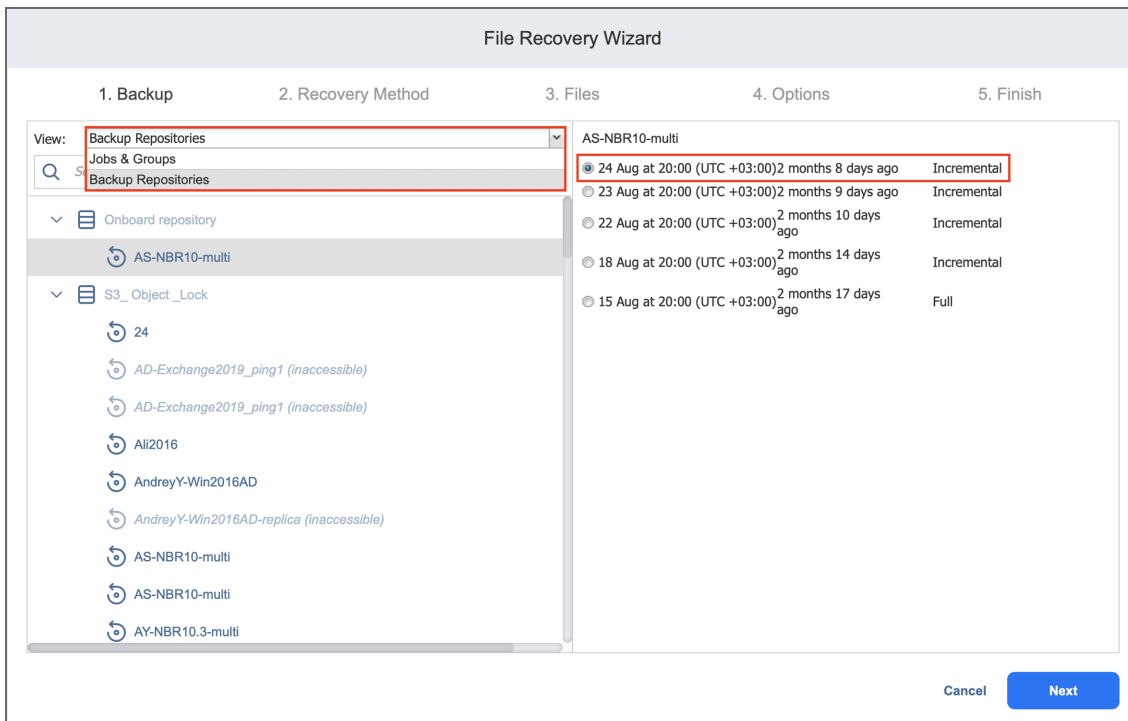 File Recovery Wizard
1. Backup
2. Recovery Method
3. Files
4. Options
5. Finish
View:
Backup Repositories
Jobs & Groups
Backup Repositories
Onboard repository
AS-NBR10-multi
S3_ Object _Lock
24
AD-Exchange2019_ping1 (inaccessible)
AD-Exchange2019_ping1 (inaccessible)
Ali2016
AndreyY-Win2016AD
AndreyY-Win2016AD-replica (inaccessible)
AS-NBR10-multi
AS-NBR10-multi
AY-NBR10.3-multi
AS-NBR10-multi
24 Aug at 20:00 (UTC +03:00)2 months 8 days ago Incremental
23 Aug at 20:00 (UTC +03:00)2 months 9 days ago Incremental
22 Aug at 20:00 (UTC +03:00)2 months 10 days
ago
Incremental
18 Aug at 20:00 (UTC +03:00)2 months 14 days
ago
Incremental
15 Aug at 20:00 (UTC +03:00)2 months 17 days
ago
Full
Cancel
Next